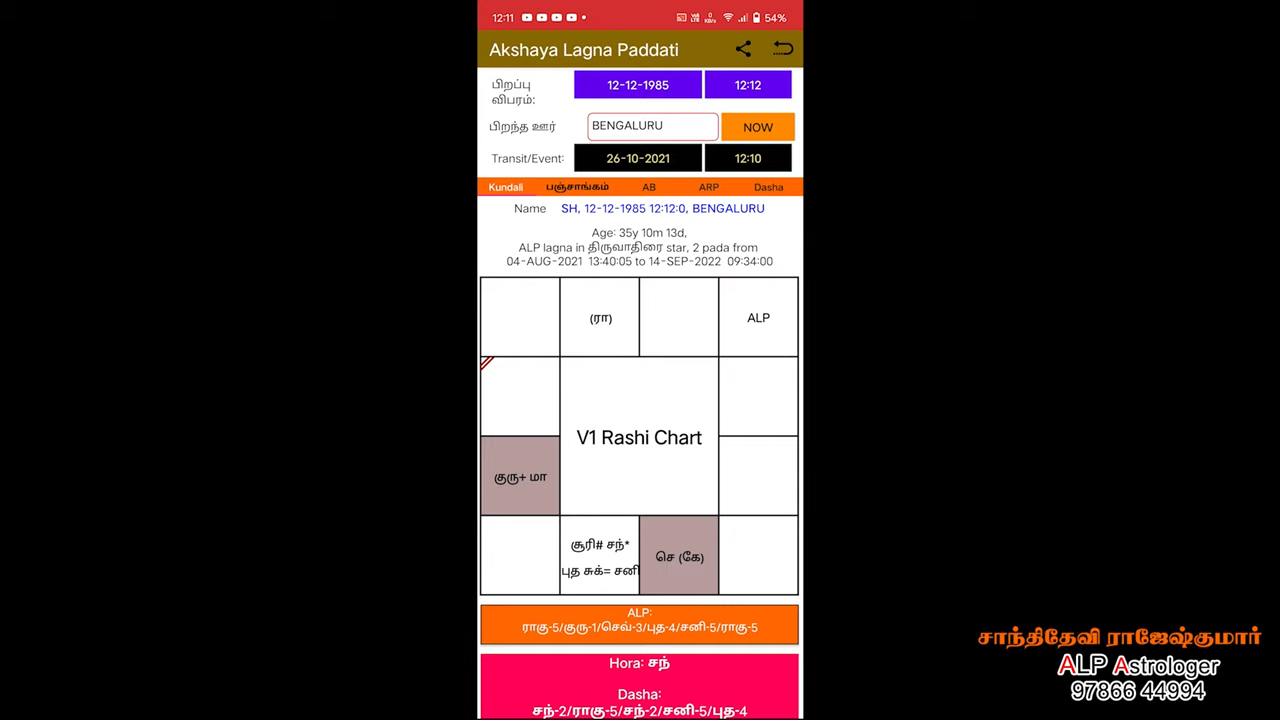 12:11
54%
Akshaya Lagna Paddati
பிறப்பு
விபரம்:
12-12-1985
12:12
பிறந்த ஊர்
BENGALURU
NOW
Transit/Event:
26-10-2021
12:10
Kundali பஞ்சாங்கம் AB ARP Dasha
Name SH, 12-12-1985 12:12:0, BENGALURU
Age: 35y 10m 13d,
ALP lagna in திருவாதிரை star, 2 pada from
04-AUG-2021 13:40:05 to 14-SEP-2022 09:34:00
(ரா)
ALP
V1 Rashi Chart
குரு+ மா
சூரி# சந்*
புத சுக்= சனி
செ (கே)
ALP:
ராகு-5/குரு-1/செவ்-3/புத-4/சனி-5/ராகு-5
Hora: சந்
Dasha:
சந்-2/ராகு-5/சந்-2/சனி-5/புத-4
சாந்திதேவி ராஜேஷ்குமார்
ALP Astrologer
97866 44994